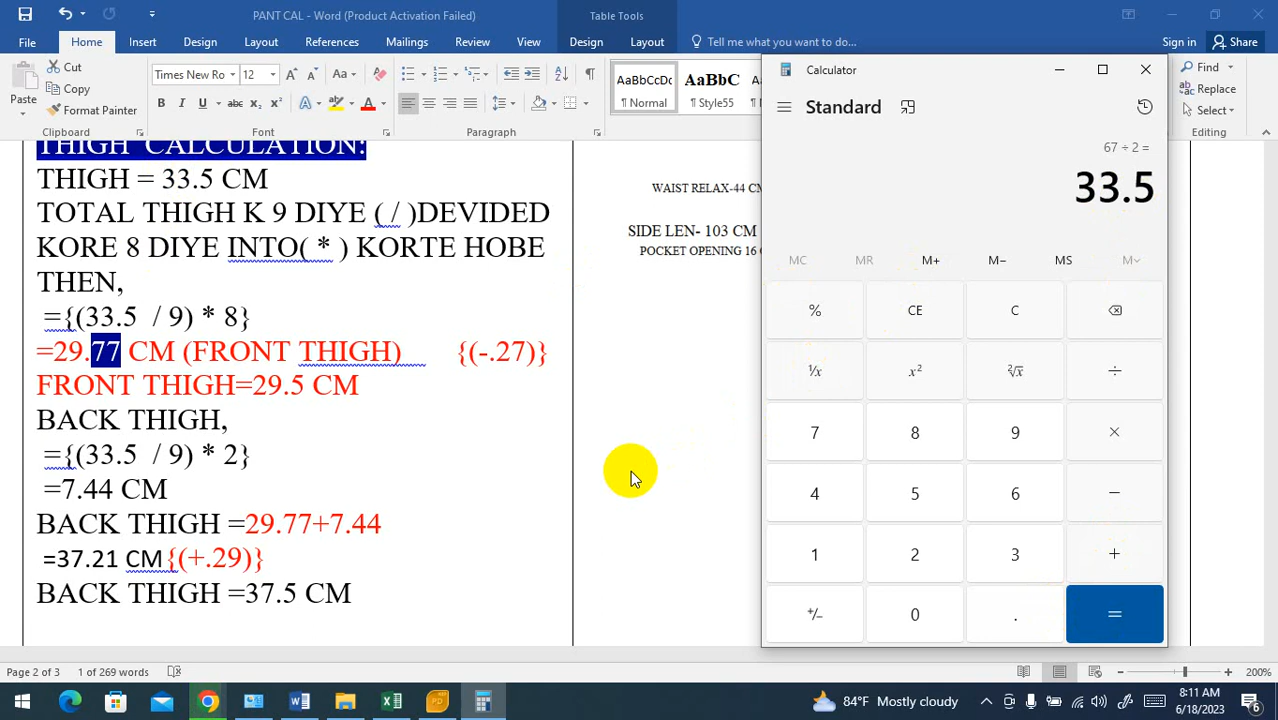 PANT CAL - Word (Product Activation Failed)
Table Tools
File
Home
Insert
Design
Layout
References
Mailings
Review
View
Design
Layout
Tell me what you want to do...
Sign in
Share
Paste
Cut
Copy
Format Painter
Clipboard
Times New Ro
12
Aa
B I U abc x₂ x²
A
Font
Paragraph
AaBbCcDc
¶ Normal
AaBbC
¶ Style55
Find
Replace
Select
Editing
THIGH CALCULATION:
THIGH = 33.5 CM
TOTAL THIGH K 9 DIYE ( / )DEVIDED
KORE 8 DIYE INTO( * ) KORTE HOBE
THEN,
={(33.5 / 9) * 8}
=29.77 CM (FRONT THIGH) {(-.27)}
FRONT THIGH=29.5 CM
BACK THIGH,
={(33.5 / 9) * 2}
=7.44 CM
BACK THIGH =29.77+7.44
=37.21 CM{(+.29)}
BACK THIGH =37.5 CM
WAIST RELAX-44 CM
SIDE LEN- 103 CM
POCKET OPENING 16 C
Calculator
Standard
67 ÷ 2 =
33.5
MC MR M+ M− MS M
% CE C
¹/x x² ²√x ÷
7 8 9 ×
4 5 6 −
1 2 3 +
+/− 0 . =
Page 2 of 3
1 of 269 words
200%
84°F Mostly cloudy
8:11 AM
6/18/2023
6